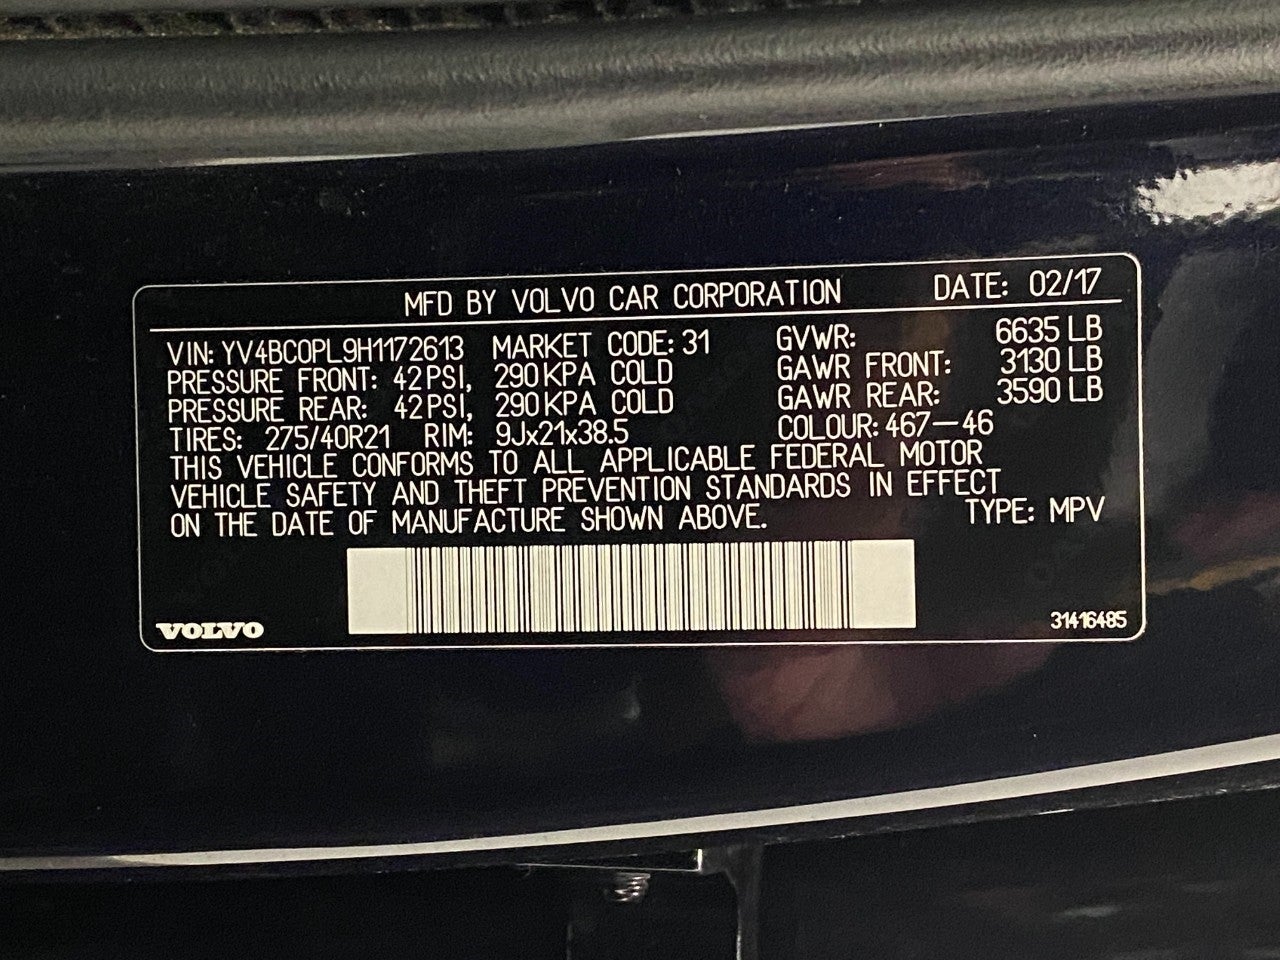 MFD BY VOLVO CAR CORPORATION DATE: 02/17
VIN: YV4BC0PL9H1172613 MARKET CODE: 31 GVWR: 6635 LB
PRESSURE FRONT: 42 PSI, 290 KPA COLD GAWR FRONT: 3130 LB
PRESSURE REAR: 42 PSI, 290 KPA COLD GAWR REAR: 3590 LB
TIRES: 275/40R21 RIM: 9Jx21x38.5 COLOUR: 467-46
THIS VEHICLE CONFORMS TO ALL APPLICABLE FEDERAL MOTOR
VEHICLE SAFETY AND THEFT PREVENTION STANDARDS IN EFFECT
ON THE DATE OF MANUFACTURE SHOWN ABOVE. TYPE: MPV
VOLVO 31416485